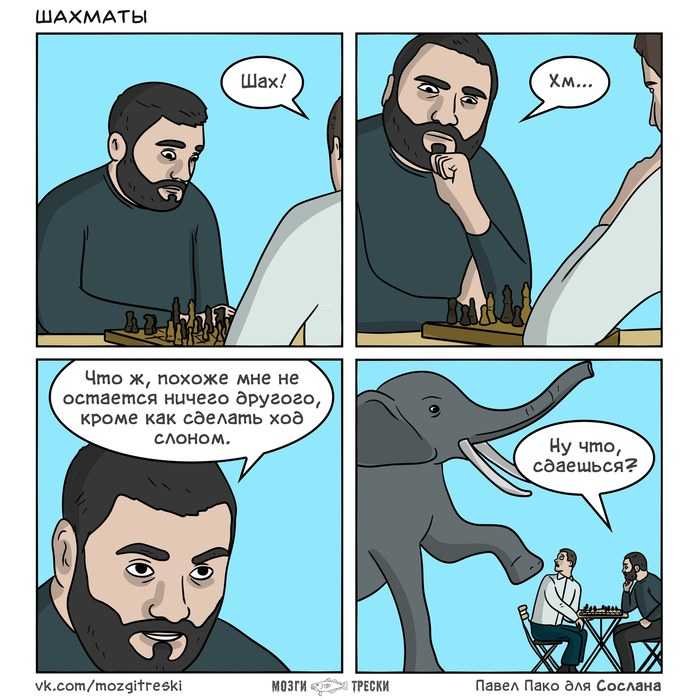 ШАХМАТЫ
Шах!
Хм...
Что ж, похоже мне не
остается ничего другого,
кроме как сделать ход
слоном.
Ну что,
сдаешься?
vk.com/mozgitreski
МОЗГИ ТРЕСКИ
Павел Пако для Сослана